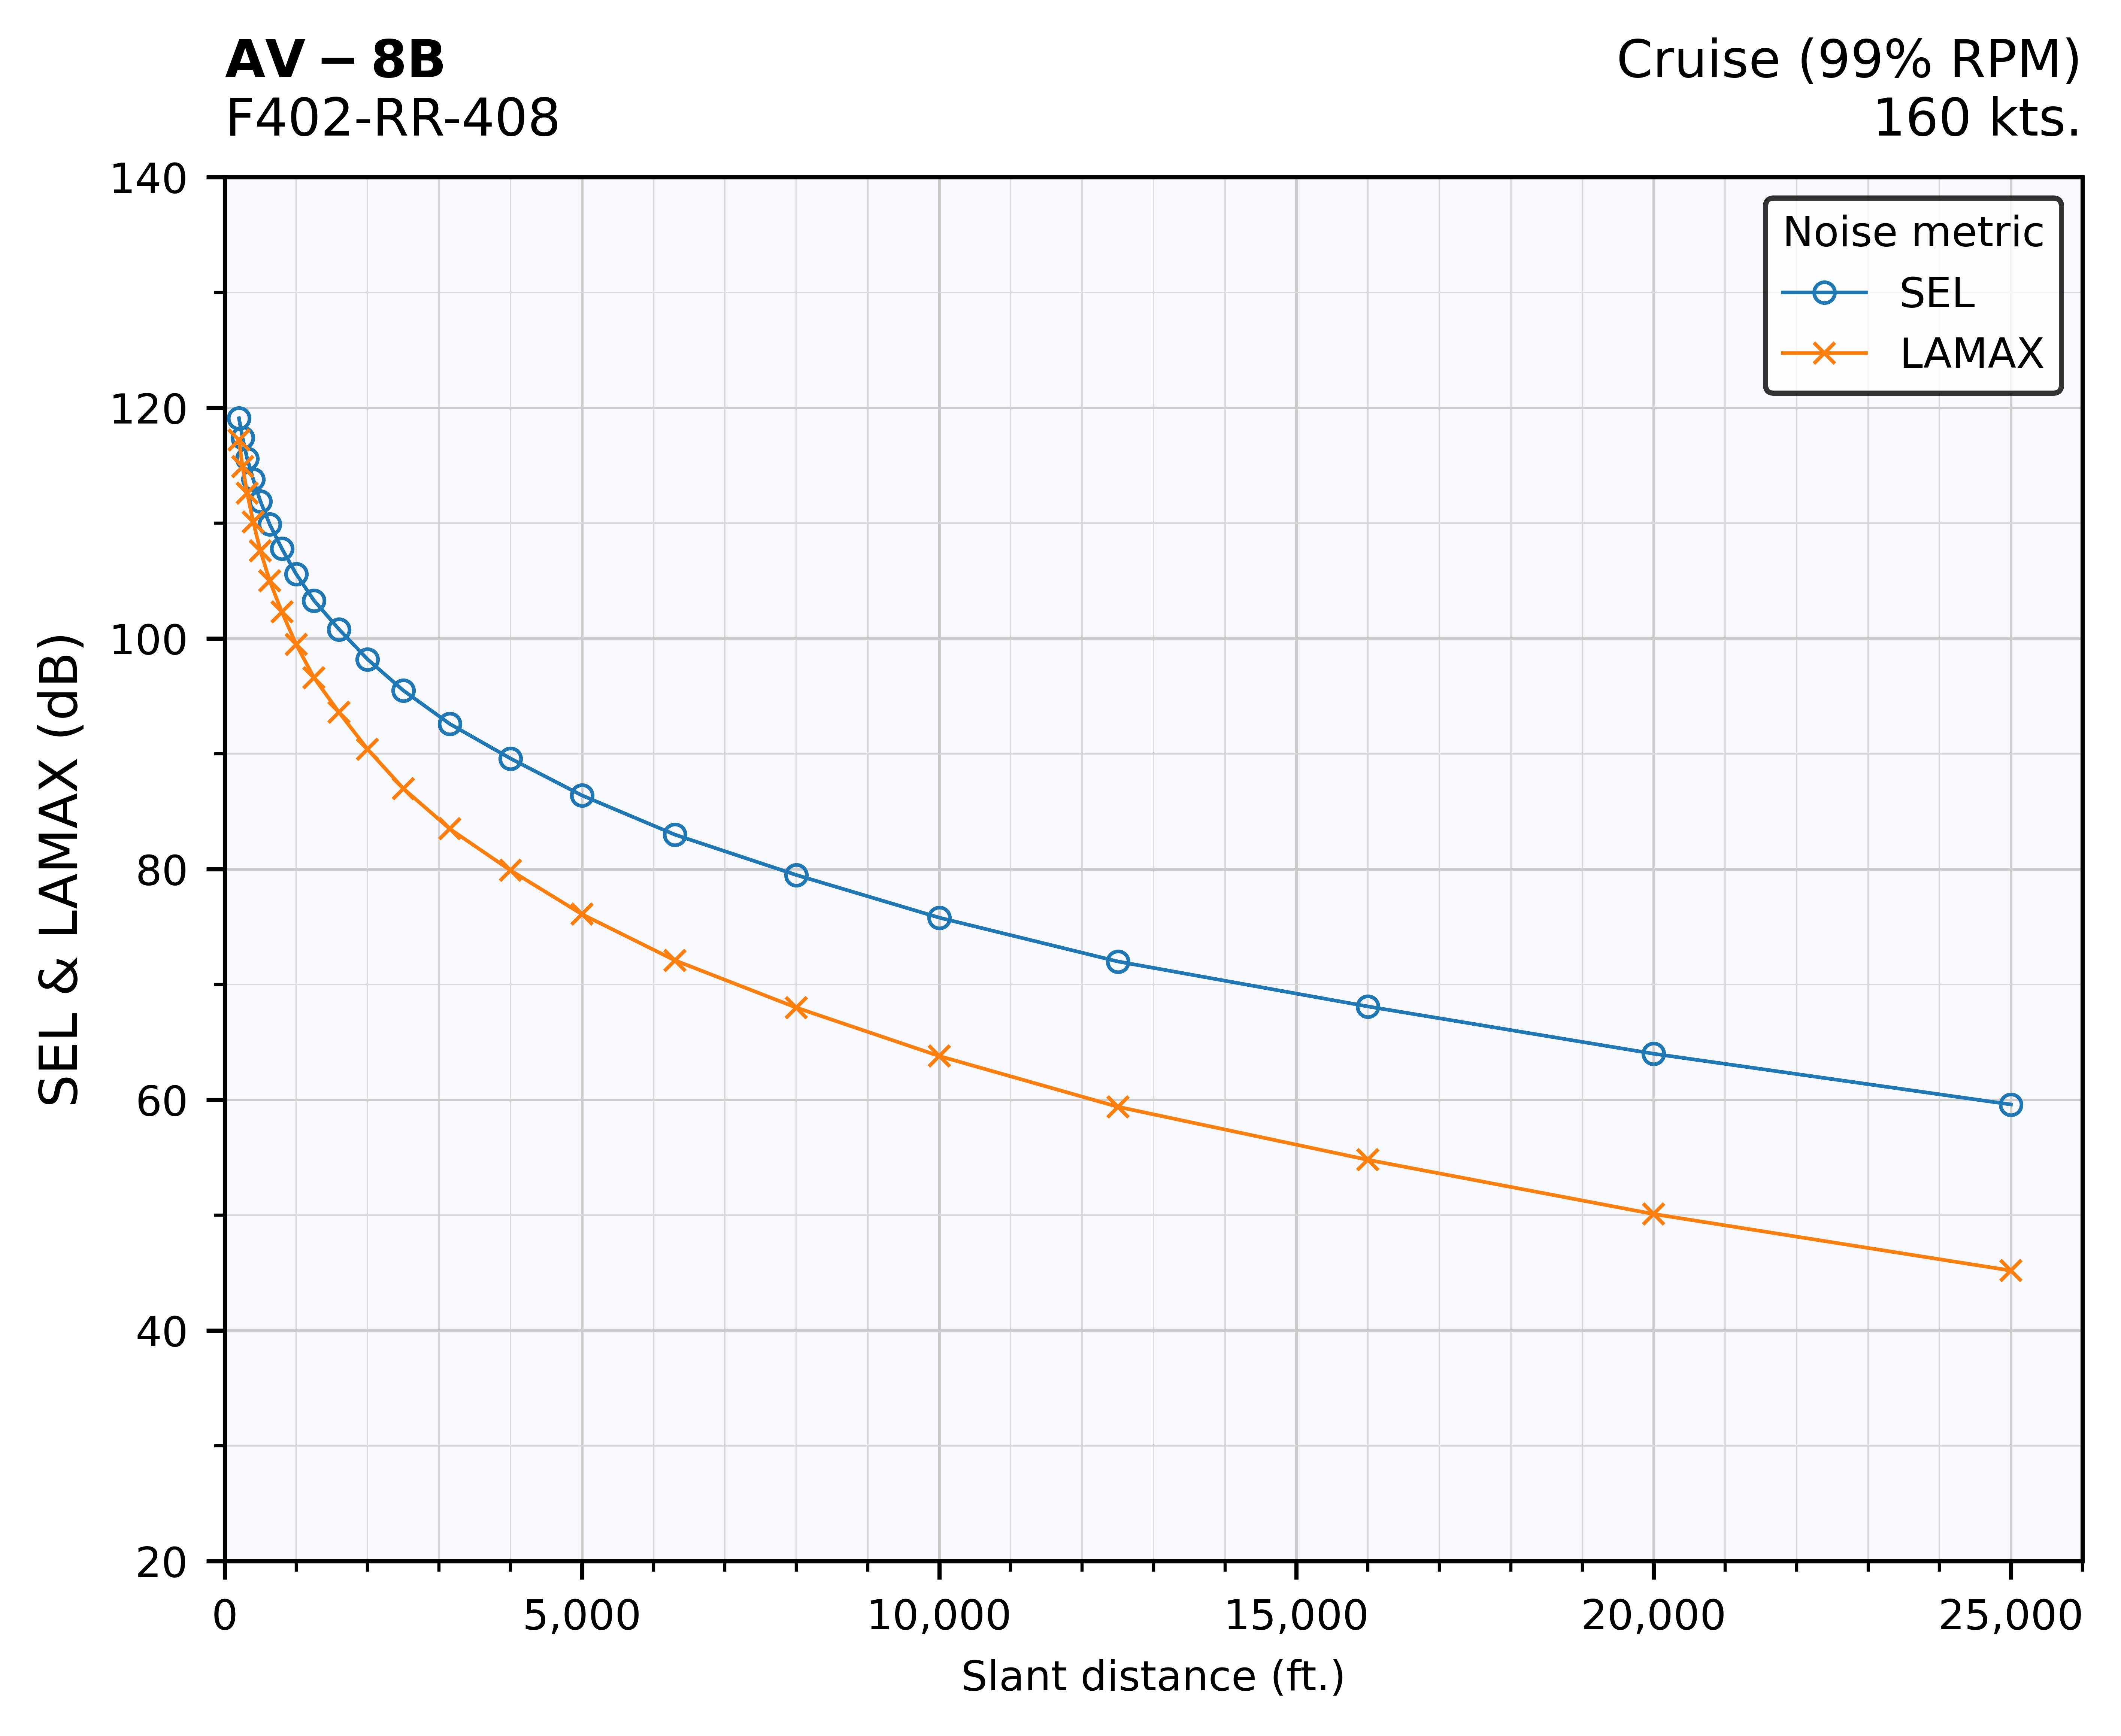 AV − 8B
F402-RR-408
Cruise (99% RPM)
160 kts.
Noise metric
SEL
LAMAX
SEL & LAMAX (dB)
140
120
100
80
60
40
20
0
5,000
10,000
15,000
20,000
25,000
Slant distance (ft.)